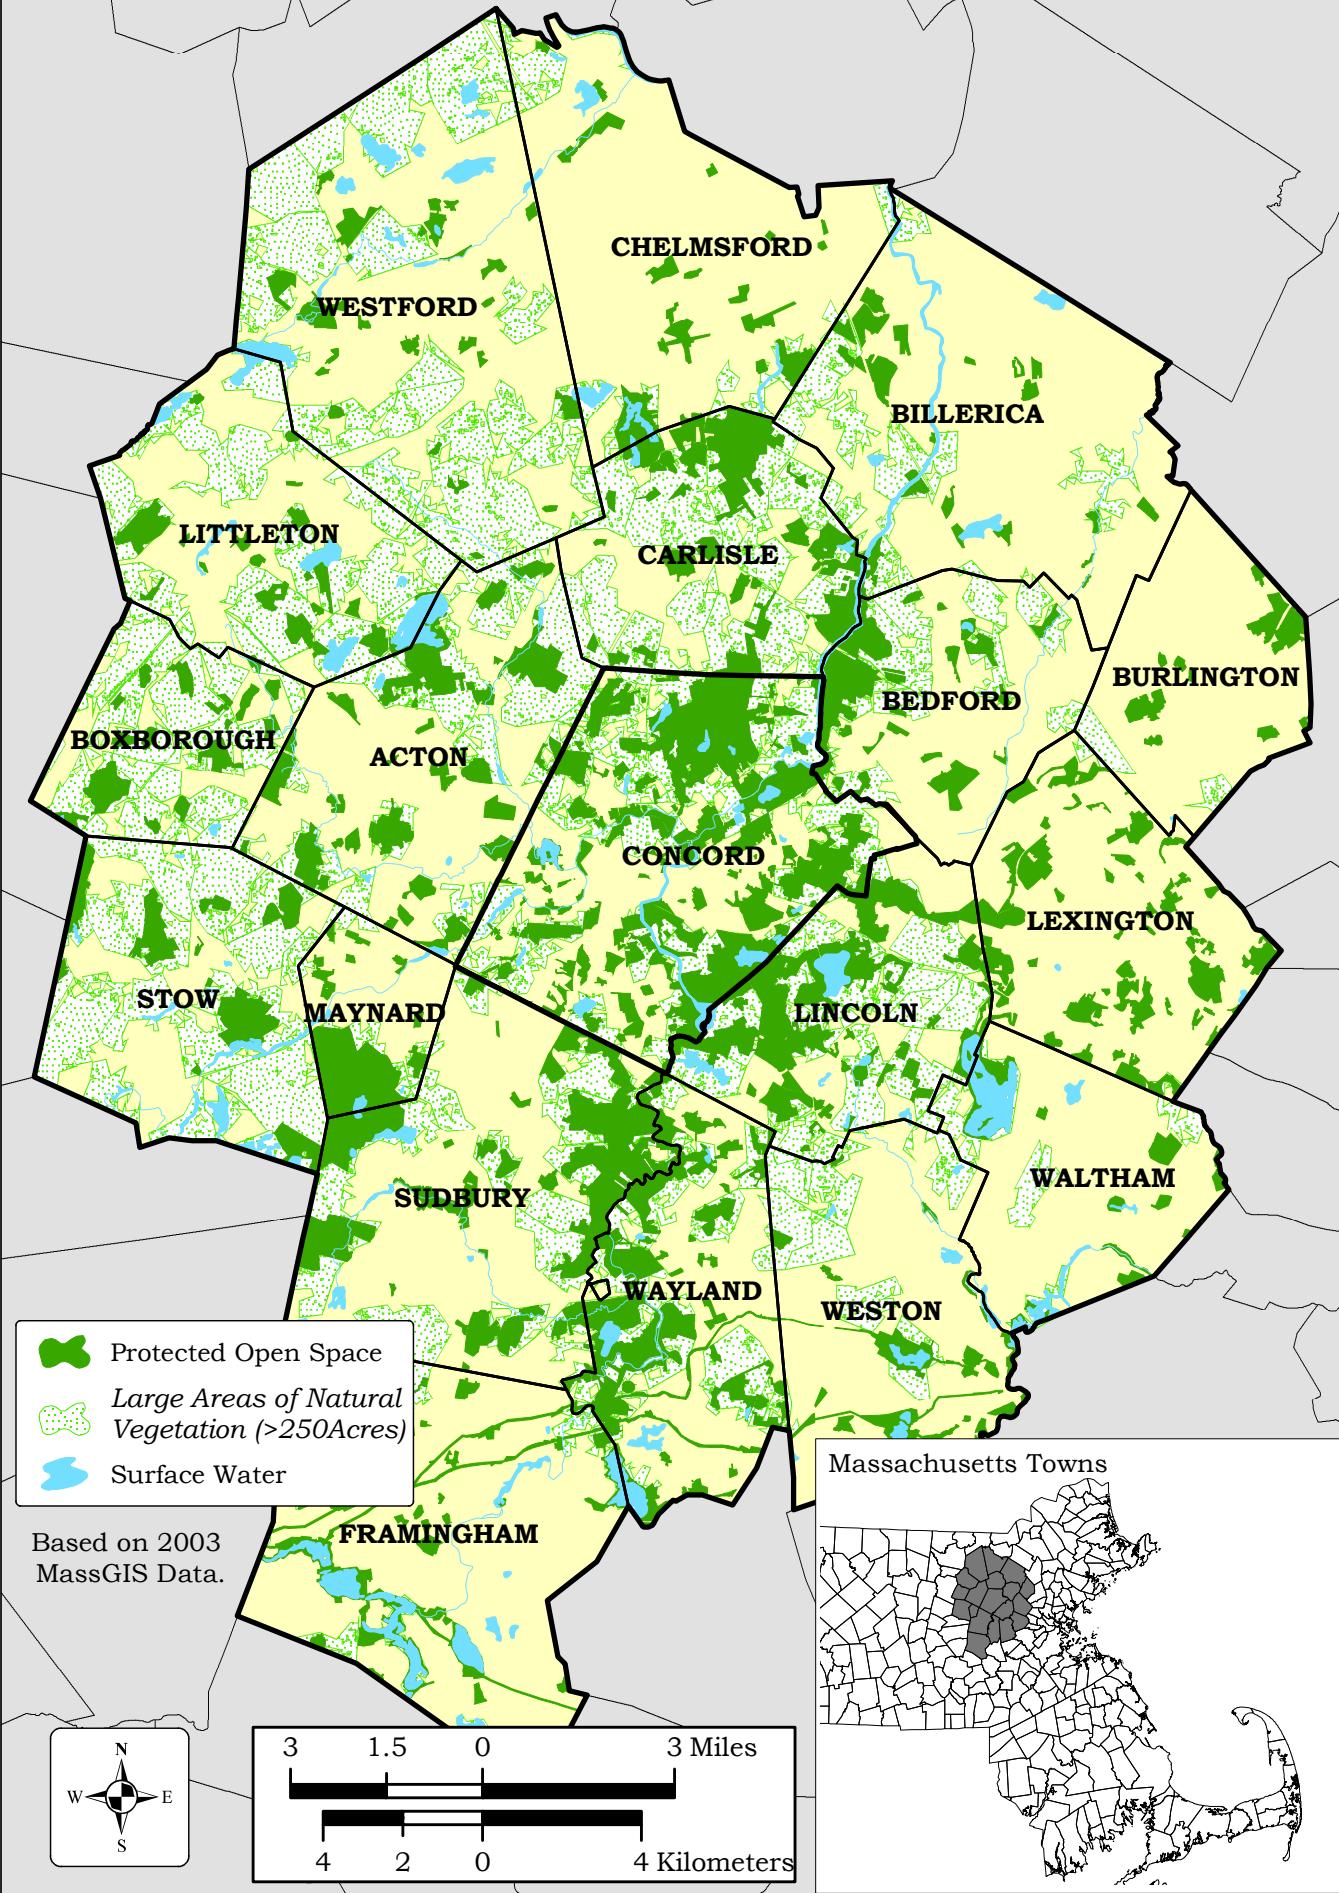 CHELMSFORD
WESTFORD
BILLERICA
LITTLETON
CARLISLE
BURLINGTON
BEDFORD
BOXBOROUGH
ACTON
CONCORD
LEXINGTON
STOW
MAYNARD
LINCOLN
WALTHAM
SUDBURY
WAYLAND
WESTON
FRAMINGHAM
Protected Open Space
Large Areas of Natural
Vegetation (>250Acres)
Surface Water
Based on 2003
MassGIS Data.
Massachusetts Towns
N
W E
S
3 1.5 0 3 Miles
4 2 0 4 Kilometers